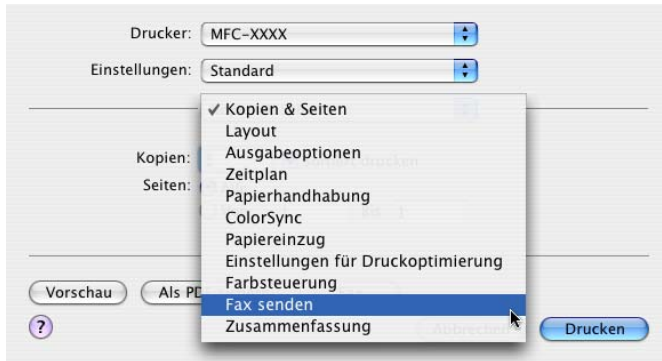 Drucker: MFC-XXXX
Einstellungen: Standard
✓ Kopien & Seiten
Layout
Ausgabeoptionen
Kopien:
Zeitplan
Seiten:
Papierhandhabung
ColorSync
Papiereinzug
Einstellungen für Druckoptimierung
Farbsteuerung
Fax senden
Zusammenfassung
Vorschau Als PD
? Abbrechen Drucken